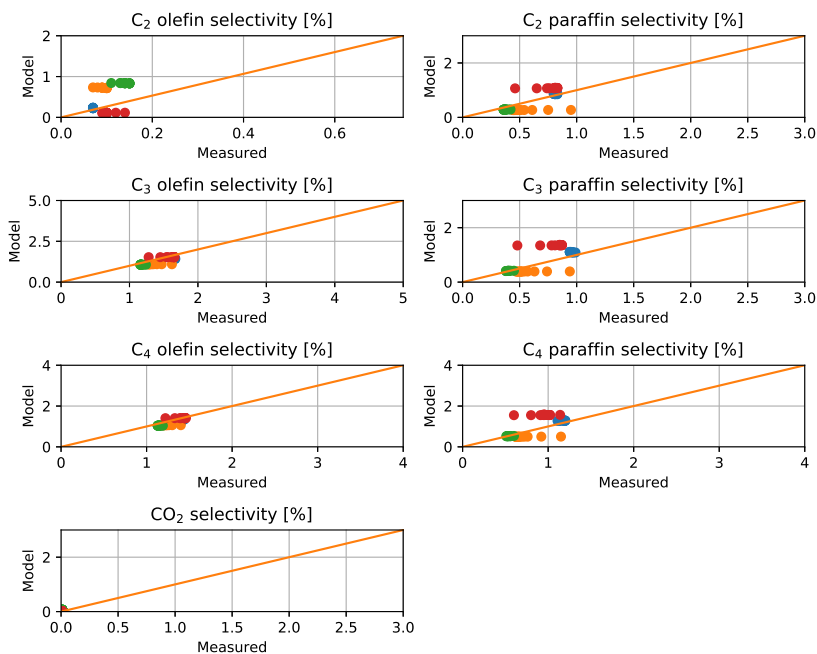 C₂ olefin selectivity [%]
2
1
0
Model
0.0 0.2 0.4 0.6
Measured
C₂ paraffin selectivity [%]
2
0
Model
0.0 0.5 1.0 1.5 2.0 2.5 3.0
Measured
C₃ olefin selectivity [%]
5.0
2.5
0.0
Model
0 1 2 3 4 5
Measured
C₃ paraffin selectivity [%]
2
0
Model
0.0 0.5 1.0 1.5 2.0 2.5 3.0
Measured
C₄ olefin selectivity [%]
4
2
0
Model
0 1 2 3 4
Measured
C₄ paraffin selectivity [%]
4
2
0
Model
0 1 2 3 4
Measured
CO₂ selectivity [%]
2
0
Model
0.0 0.5 1.0 1.5 2.0 2.5 3.0
Measured